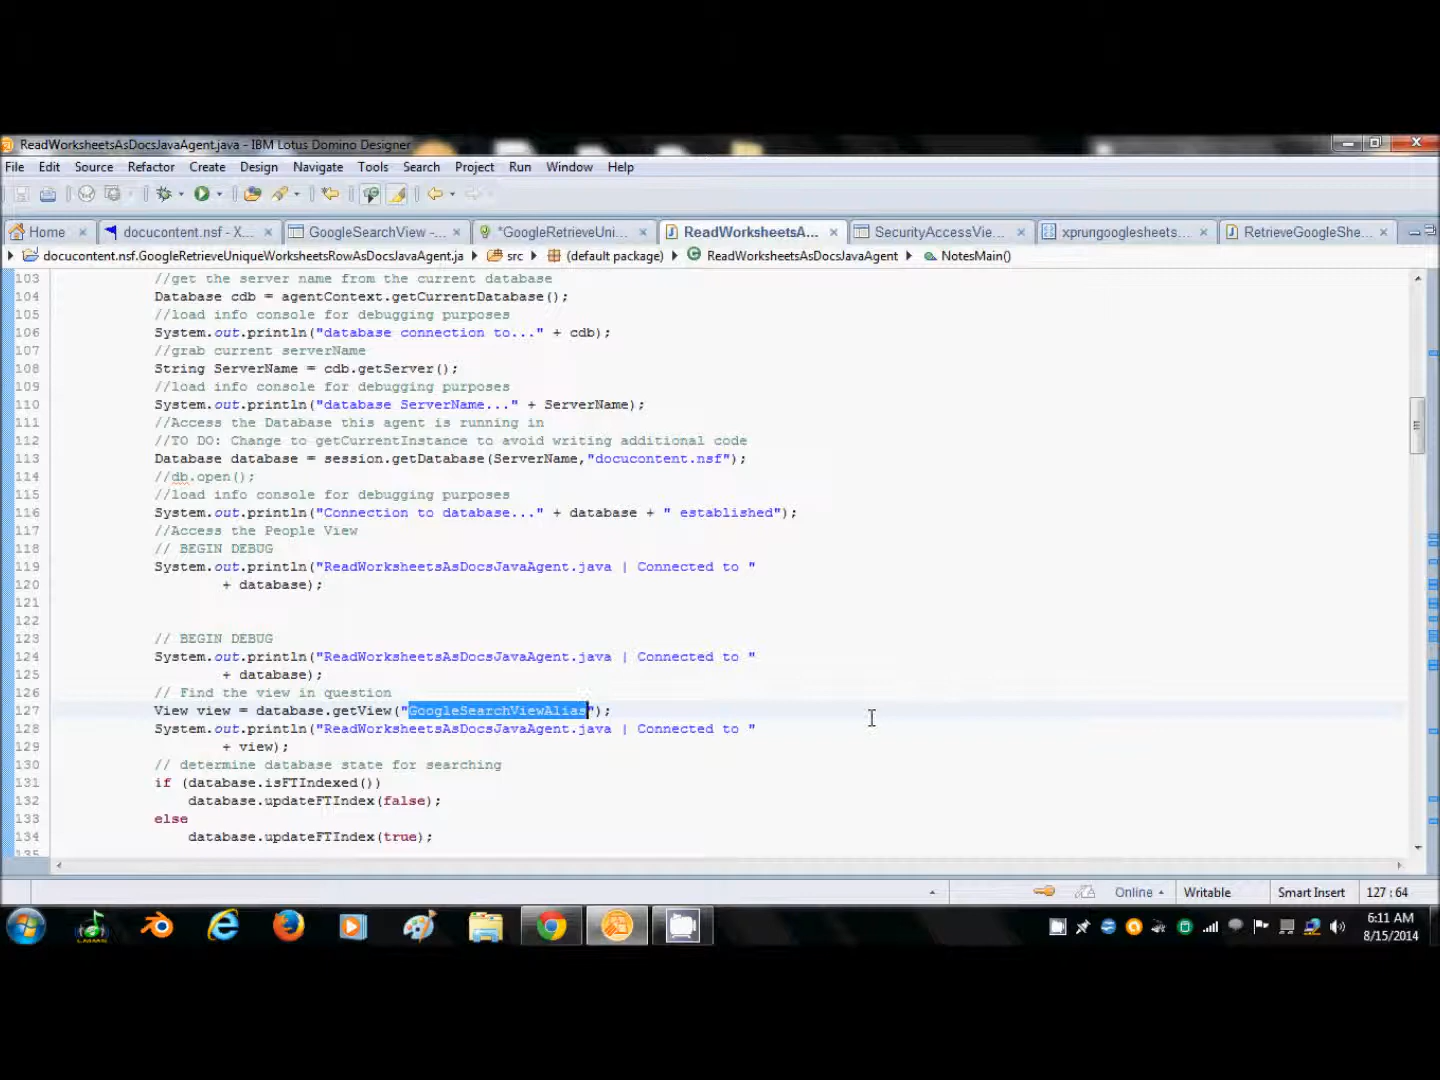 ReadWorksheetsAsDocsJavaAgent.java - IBM Lotus Domino Designer
File Edit Source Refactor Create Design Navigate Tools Search Project Run Window Help
Home docucontent.nsf - X... GoogleSearchView -... *GoogleRetrieveUni... ReadWorksheetsA... SecurityAccessVie... xprungooglesheets... RetrieveGoogleShe...
docucontent.nsf.GoogleRetrieveUniqueWorksheetsRowAsDocsJavaAgent.ja src (default package) ReadWorksheetsAsDocsJavaAgent NotesMain()
103 //get the server name from the current database
104 Database cdb = agentContext.getCurrentDatabase();
105 //load info console for debugging purposes
106 System.out.println("database connection to..." + cdb);
107 //grab current serverName
108 String ServerName = cdb.getServer();
109 //load info console for debugging purposes
110 System.out.println("database ServerName..." + ServerName);
111 //Access the Database this agent is running in
112 //TO DO: Change to getCurrentInstance to avoid writing additional code
113 Database database = session.getDatabase(ServerName,"docucontent.nsf");
114 //db.open();
115 //load info console for debugging purposes
116 System.out.println("Connection to database..." + database + " established");
117 //Access the People View
118 // BEGIN DEBUG
119 System.out.println("ReadWorksheetsAsDocsJavaAgent.java | Connected to "
120 + database);
121
122
123 // BEGIN DEBUG
124 System.out.println("ReadWorksheetsAsDocsJavaAgent.java | Connected to "
125 + database);
126 // Find the view in question
127 View view = database.getView("GoogleSearchViewAlias");
128 System.out.println("ReadWorksheetsAsDocsJavaAgent.java | Connected to "
129 + view);
130 // determine database state for searching
131 if (database.isFTIndexed())
132 database.updateFTIndex(false);
133 else
134 database.updateFTIndex(true);
135
Online Writable Smart Insert 127 : 64
6:11 AM
8/15/2014